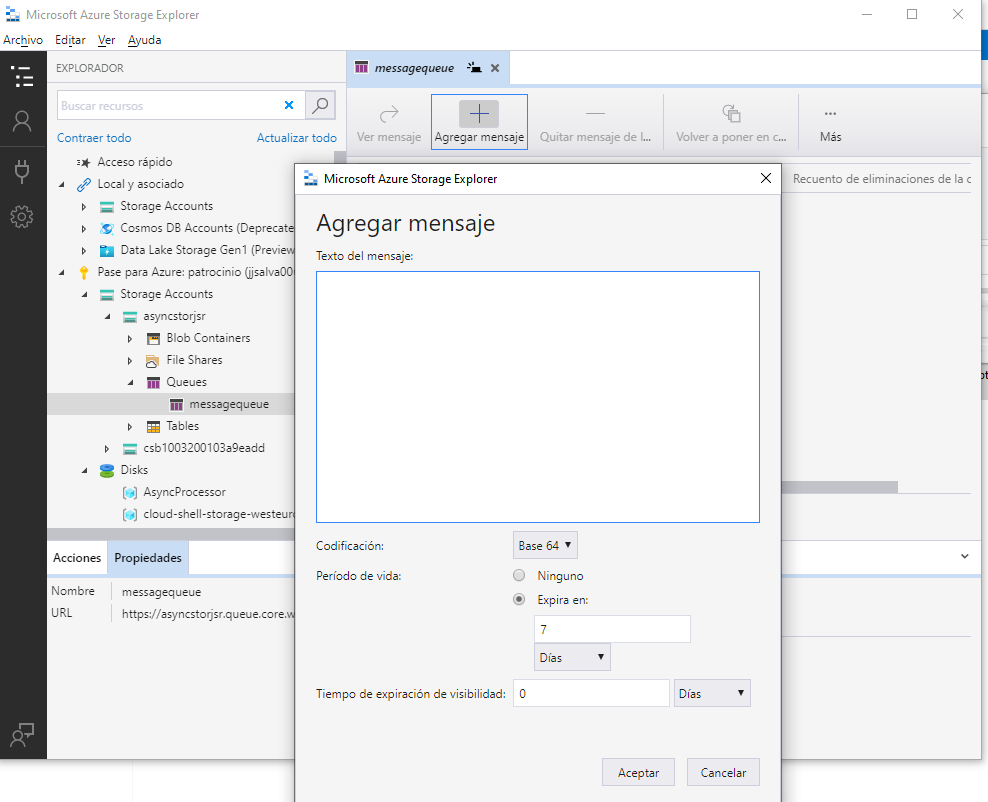 Microsoft Azure Storage Explorer
Archivo Editar Ver Ayuda
EXPLORADOR
Buscar recursos
Contraer todo Actualizar todo
Acceso rápido
Local y asociado
Storage Accounts
Cosmos DB Accounts (Deprecate
Data Lake Storage Gen1 (Preview
Pase para Azure: patrocinio (jjsalva00
Storage Accounts
asyncstorjsr
Blob Containers
File Shares
Queues
messagequeue
Tables
csb1003200103a9eadd
Disks
AsyncProcessor
cloud-shell-storage-westeuro
Acciones Propiedades
Nombre messagequeue
URL https://asyncstorjsr.queue.core.w
messagequeue
Ver mensaje Agregar mensaje Quitar mensaje de l... Volver a poner en c... Más
Recuento de eliminaciones de la c
Microsoft Azure Storage Explorer
Agregar mensaje
Texto del mensaje:
Codificación: Base 64
Período de vida: Ninguno
Expira en:
7
Días
Tiempo de expiración de visibilidad: 0 Días
Aceptar Cancelar